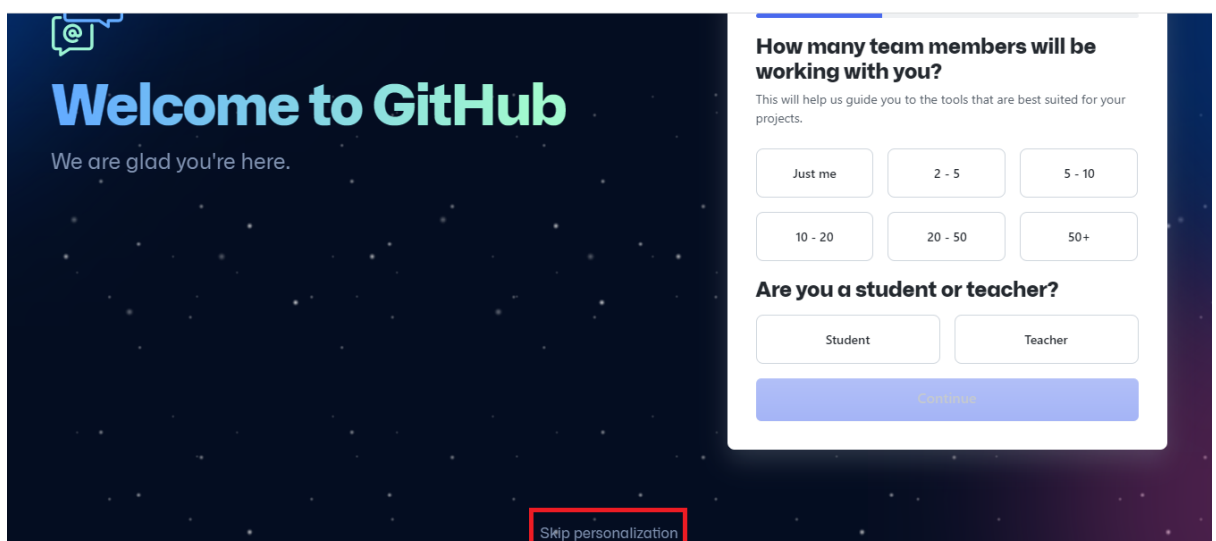 @
Welcome to GitHub
We are glad you're here.
How many team members will be
working with you?
This will help us guide you to the tools that are best suited for your
projects.
Just me
2 - 5
5 - 10
10 - 20
20 - 50
50+
Are you a student or teacher?
Student
Teacher
Continue
Skip personalization